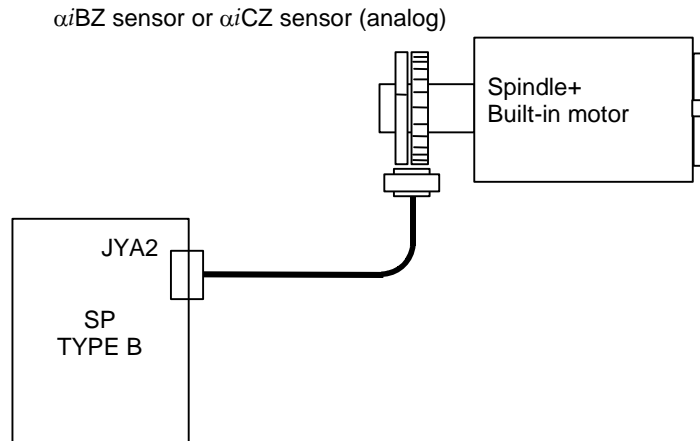 αiBZ sensor or αiCZ sensor (analog)
Spindle+
Built-in motor
JYA2
SP
TYPE B